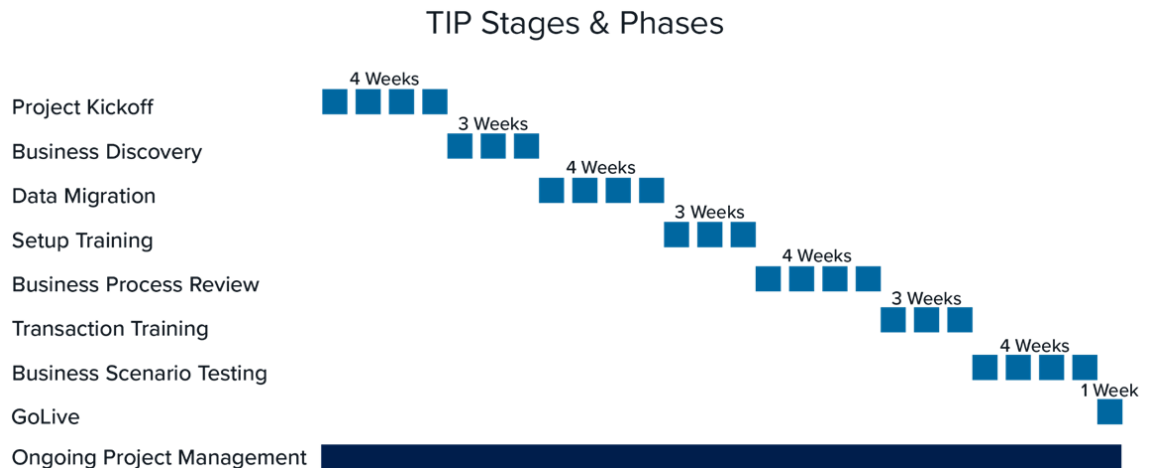 TIP Stages & Phases
4 Weeks
Project Kickoff
3 Weeks
Business Discovery
4 Weeks
Data Migration
3 Weeks
Setup Training
4 Weeks
Business Process Review
3 Weeks
Transaction Training
4 Weeks
Business Scenario Testing
1 Week
GoLive
Ongoing Project Management